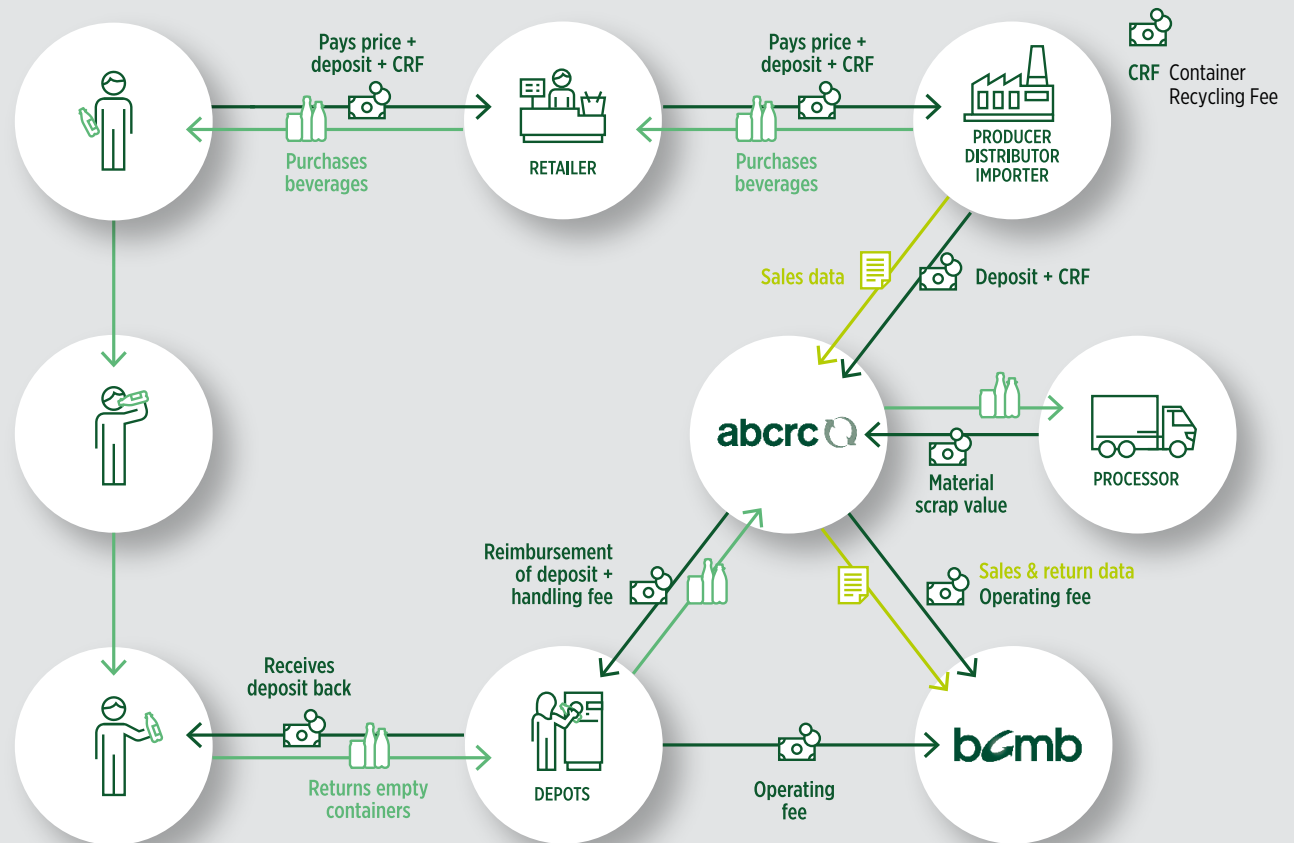 Pays price +
deposit + CRF
Pays price +
deposit + CRF
CRF Container
Recycling Fee
Purchases
beverages
RETAILER
Purchases
beverages
PRODUCER
DISTRIBUTOR
IMPORTER
Sales data
Deposit + CRF
abcrc
Material
scrap value
PROCESSOR
Reimbursement
of deposit +
handling fee
Sales & return data
Operating fee
Receives
deposit back
Returns empty
containers
DEPOTS
Operating
fee
bcmb